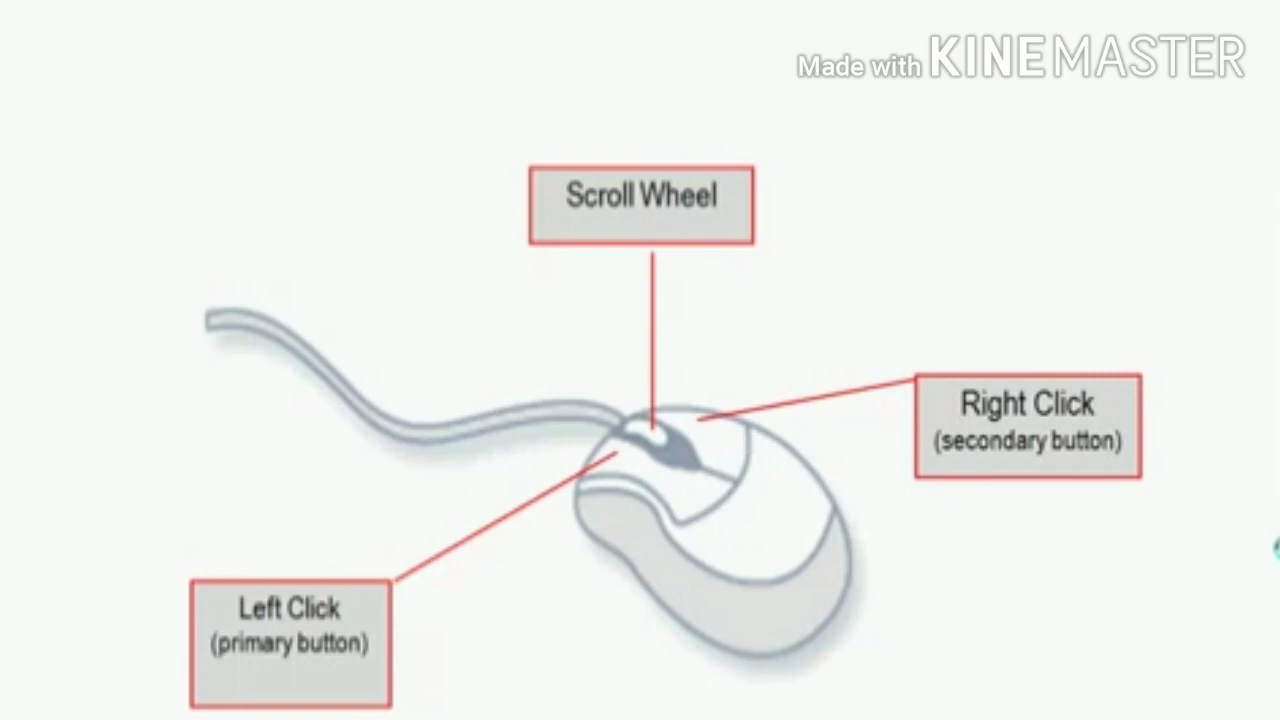 Made with KINEMASTER
Scroll Wheel
Right Click
(secondary button)
Left Click
(primary button)